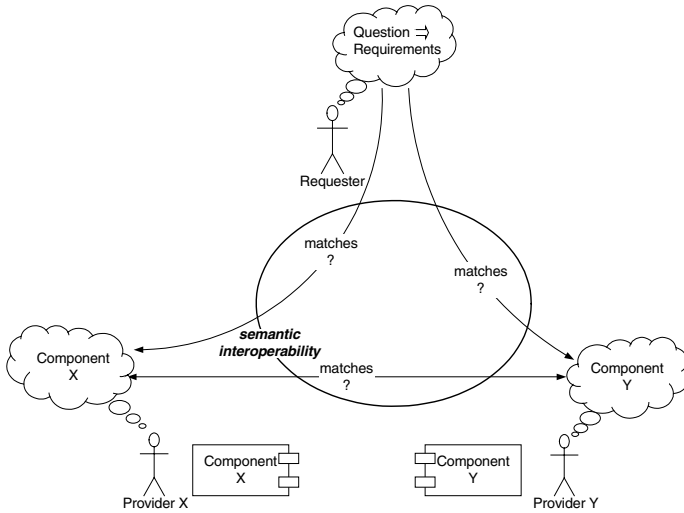 Question ⇒
Requirements
Requester
matches
?
matches
?
semantic
interoperability
matches
?
Component
X
Component
Y
Component
X
Component
Y
Provider X
Provider Y